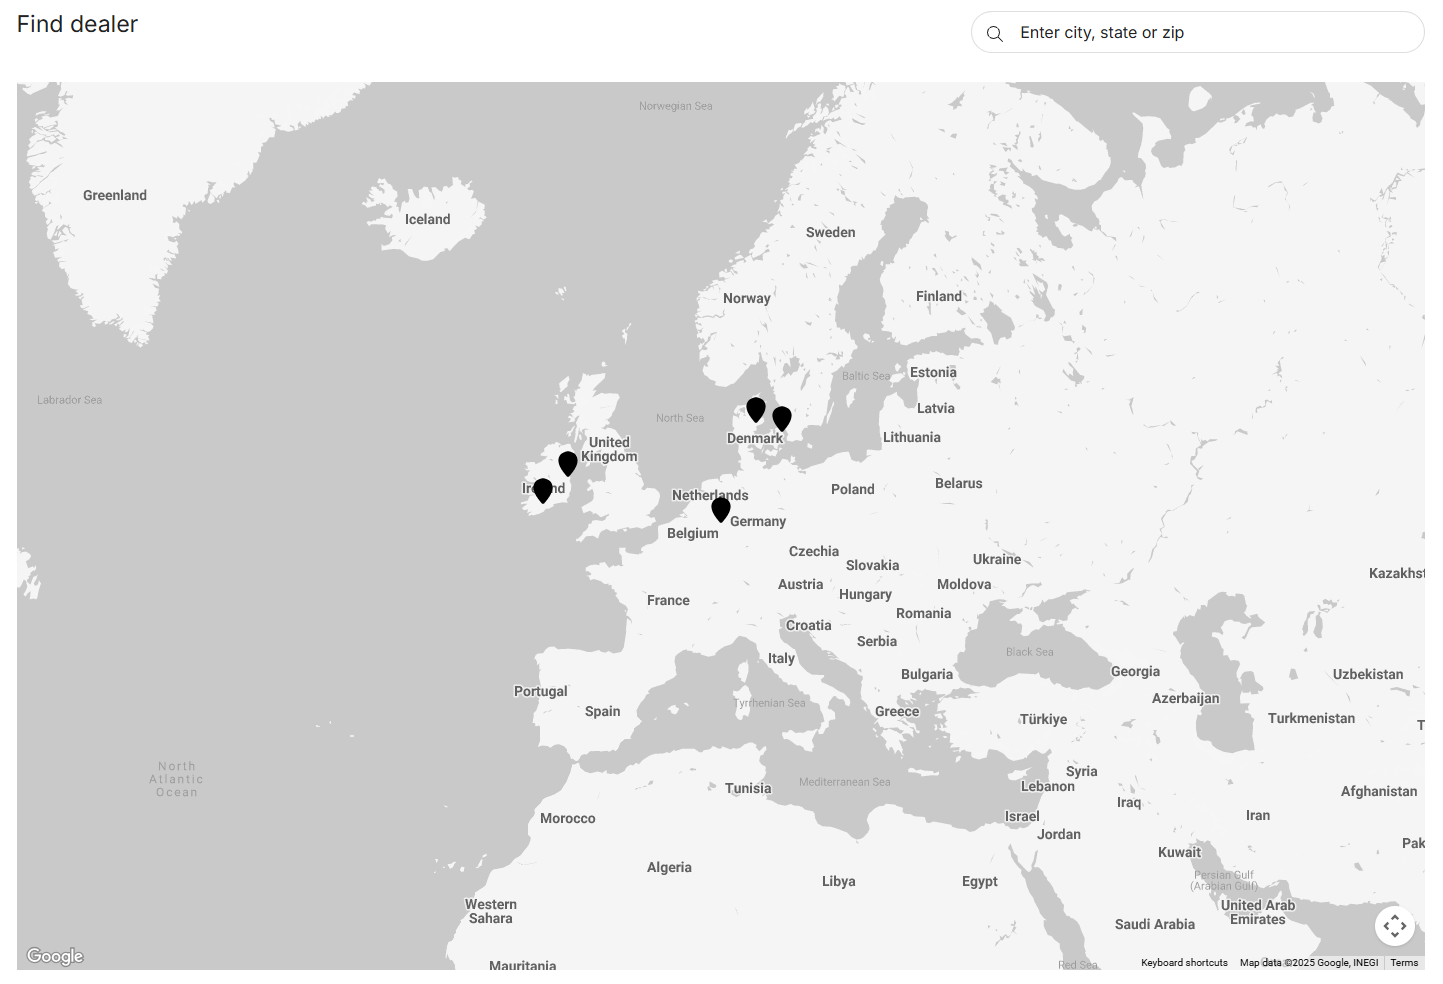 Find dealer
Enter city, state or zip
Norwegian Sea
Greenland
Iceland
Sweden
Norway
Finland
Labrador Sea
Baltic Sea
Estonia
North Sea
Latvia
Denmark
Lithuania
United
Kingdom
Netherlands
Poland
Belarus
Germany
Belgium
Czechia
Slovakia
Ukraine
Kazakhst
Austria
Moldova
Hungary
France
Romania
Croatia
Serbia
Black Sea
Italy
Georgia
Bulgaria
Uzbekistan
Portugal
Azerbaijan
Tyrrhenian Sea
Spain
Greece
Türkiye
Turkmenistan
T
North
Atlantic
Ocean
Syria
Mediterranean Sea
Lebanon
Tunisia
Afghanistan
Iraq
Israel
Iran
Morocco
Jordan
Pak
Kuwait
Algeria
Persian Gulf
(Arabian Gulf)
Libya
Egypt
Western
Sahara
United Arab
Emirates
Saudi Arabia
Google
Mauritania
Red Sea
Keyboard shortcuts
Map data ©2025 Google, INEGI
Terms